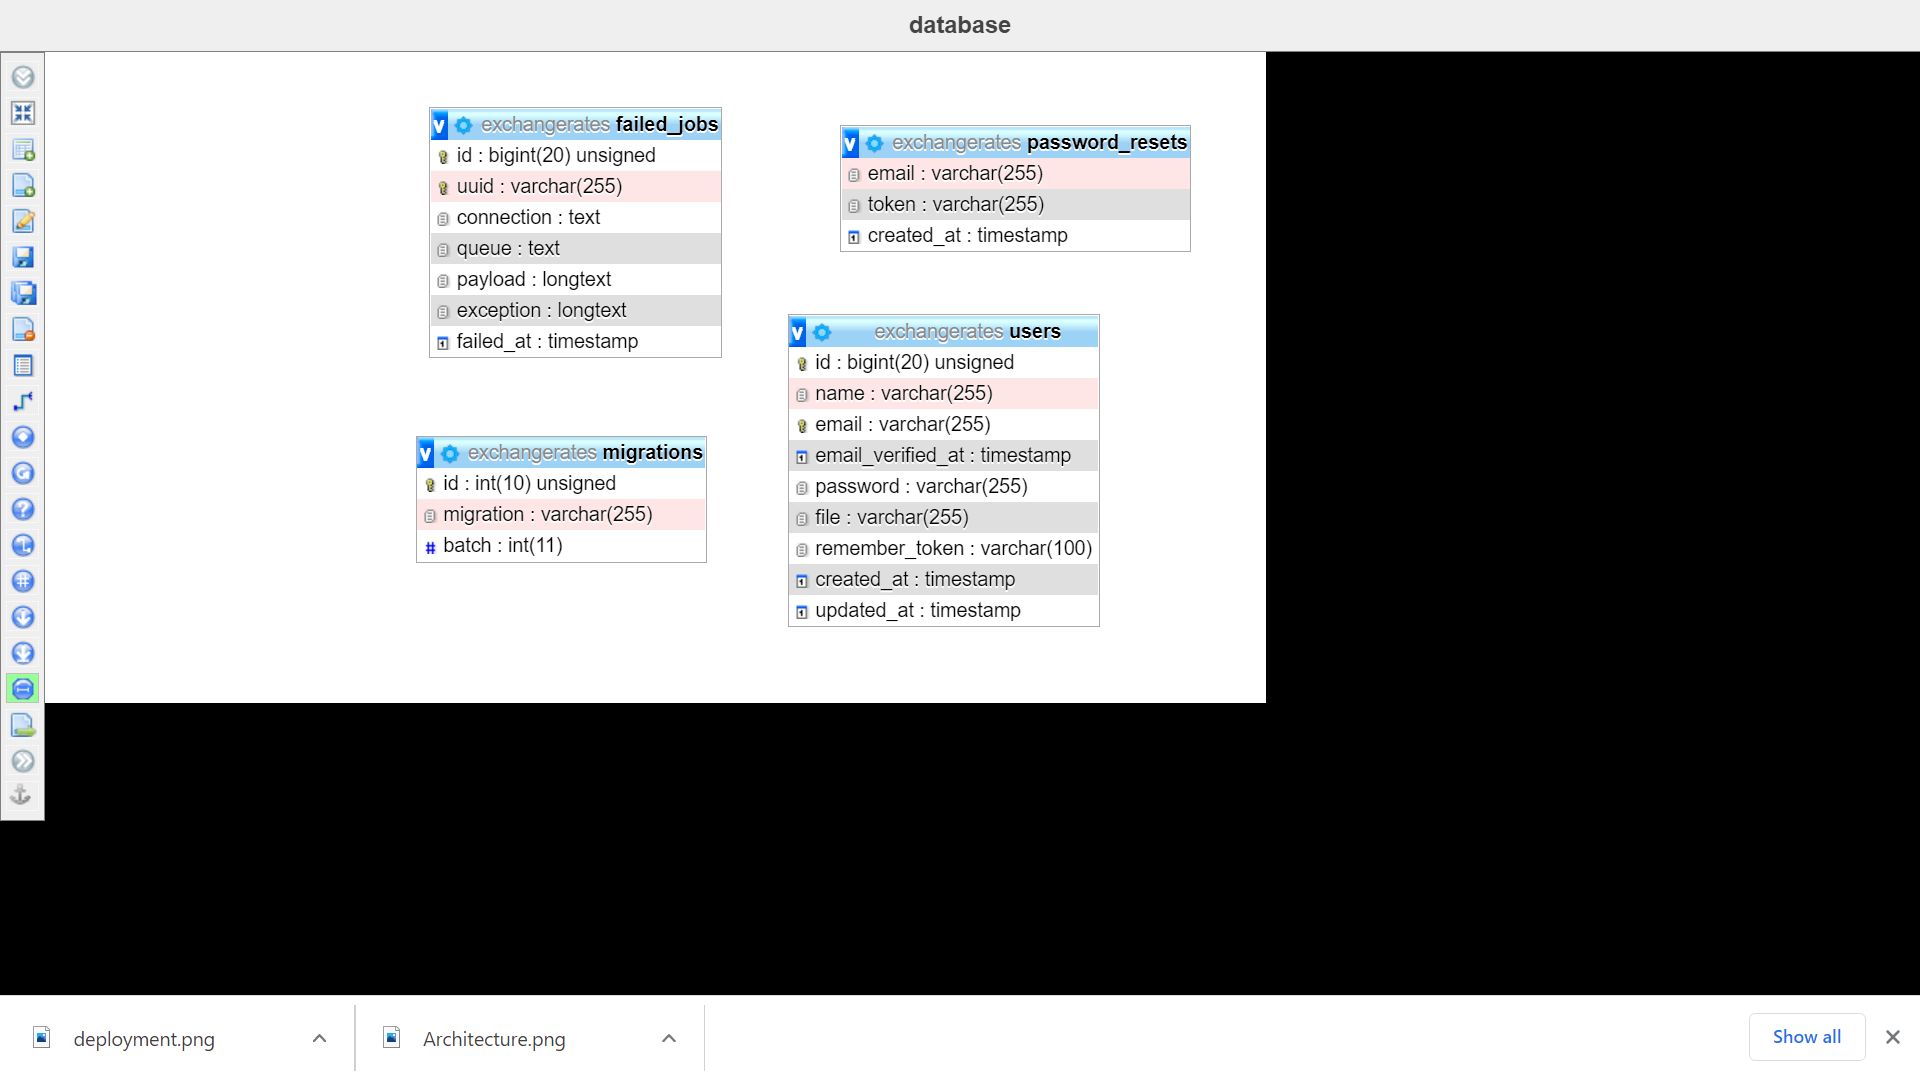 database
v exchangerates failed_jobs
id : bigint(20) unsigned
uuid : varchar(255)
connection : text
queue : text
payload : longtext
exception : longtext
failed_at : timestamp
v exchangerates password_resets
email : varchar(255)
token : varchar(255)
created_at : timestamp
v exchangerates users
id : bigint(20) unsigned
name : varchar(255)
email : varchar(255)
email_verified_at : timestamp
password : varchar(255)
file : varchar(255)
remember_token : varchar(100)
created_at : timestamp
updated_at : timestamp
v exchangerates migrations
id : int(10) unsigned
migration : varchar(255)
# batch : int(11)
deployment.png
Architecture.png
Show all